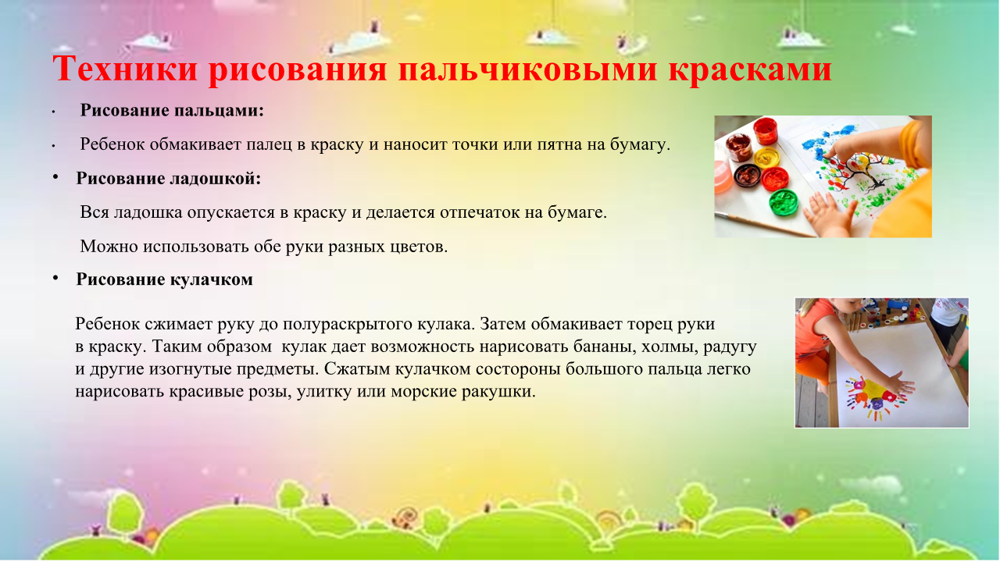 Техники рисования пальчиковыми красками
• Рисование пальцами:
• Ребенок обмакивает палец в краску и наносит точки или пятна на бумагу.
• Рисование ладошкой:
Вся ладошка опускается в краску и делается отпечаток на бумаге.
Можно использовать обе руки разных цветов.
• Рисование кулачком
Ребенок сжимает руку до полураскрытого кулака. Затем обмакивает торец руки
в краску. Таким образом  кулак дает возможность нарисовать бананы, холмы, радугу
и другие изогнутые предметы. Сжатым кулачком состороны большого пальца легко
нарисовать красивые розы, улитку или морские ракушки.